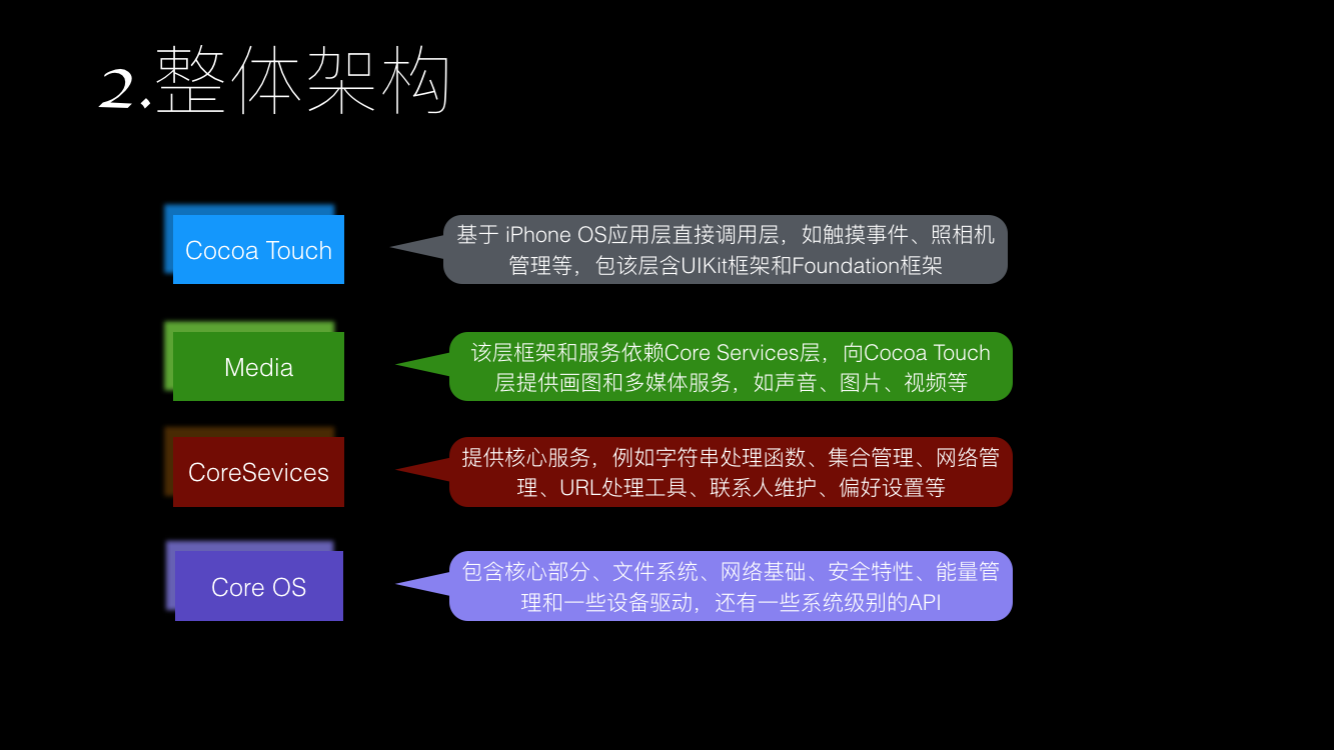 2.整体架构
Cocoa Touch
基于 iPhone OS应用层直接调用层，如触摸事件、照相机
管理等，包该层含UIKit框架和Foundation框架
Media
该层框架和服务依赖Core Services层，向Cocoa Touch
层提供画图和多媒体服务，如声音、图片、视频等
CoreSevices
提供核心服务，例如字符串处理函数、集合管理、网络管
理、URL处理工具、联系人维护、偏好设置等
Core OS
包含核心部分、文件系统、网络基础、安全特性、能量管
理和一些设备驱动，还有一些系统级别的API